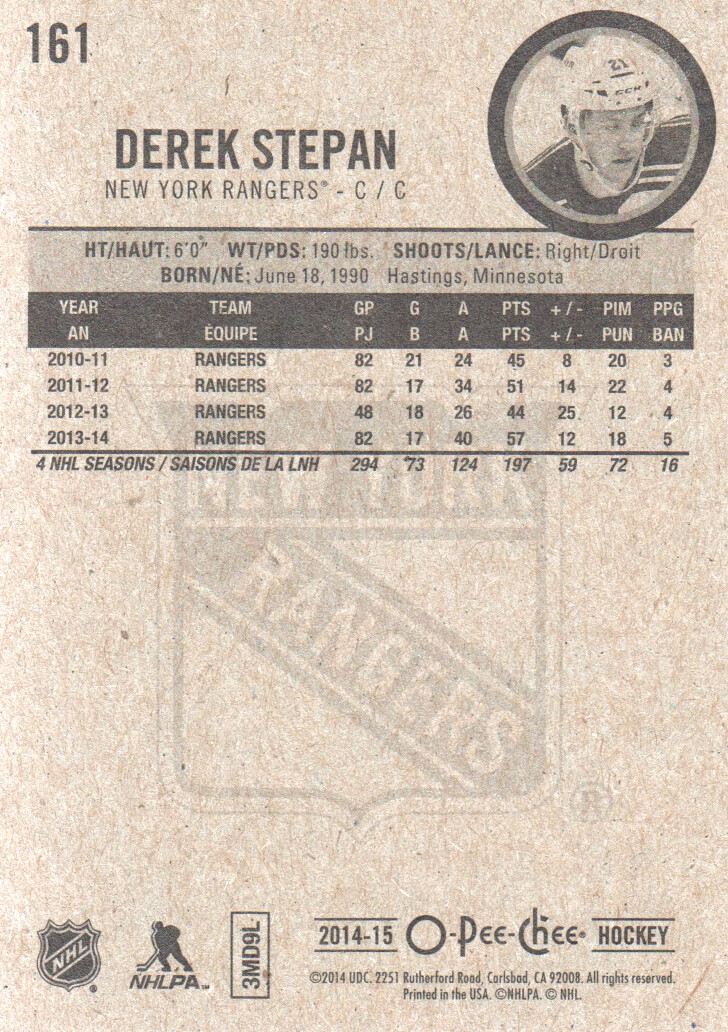 161
21
DEREK STEPAN
NEW YORK RANGERS® - C / C
HT/HAUT: 6'0" WT/PDS: 190 lbs. SHOOTS/LANCE: Right/Droit
BORN/NÉ: June 18, 1990 Hastings, Minnesota
YEAR TEAM GP G A PTS +/- PIM PPG
AN ÉQUIPE PJ B A PTS +/- PUN BAN
2010-11 RANGERS 82 21 24 45 8 20 3
2011-12 RANGERS 82 17 34 51 14 22 4
2012-13 RANGERS 48 18 26 44 25 12 4
2013-14 RANGERS 82 17 40 57 12 18 5
4 NHL SEASONS / SAISONS DE LA LNH 294 73 124 197 59 72 16
NEW YORK
RANGERS
®
NHL ®
NHLPA™
3MD9L
2014-15 O-Pee-Chee® HOCKEY
©2014 UDC. 2251 Rutherford Road, Carlsbad, CA 92008. All rights reserved.
Printed in the USA. ©NHLPA. © NHL.